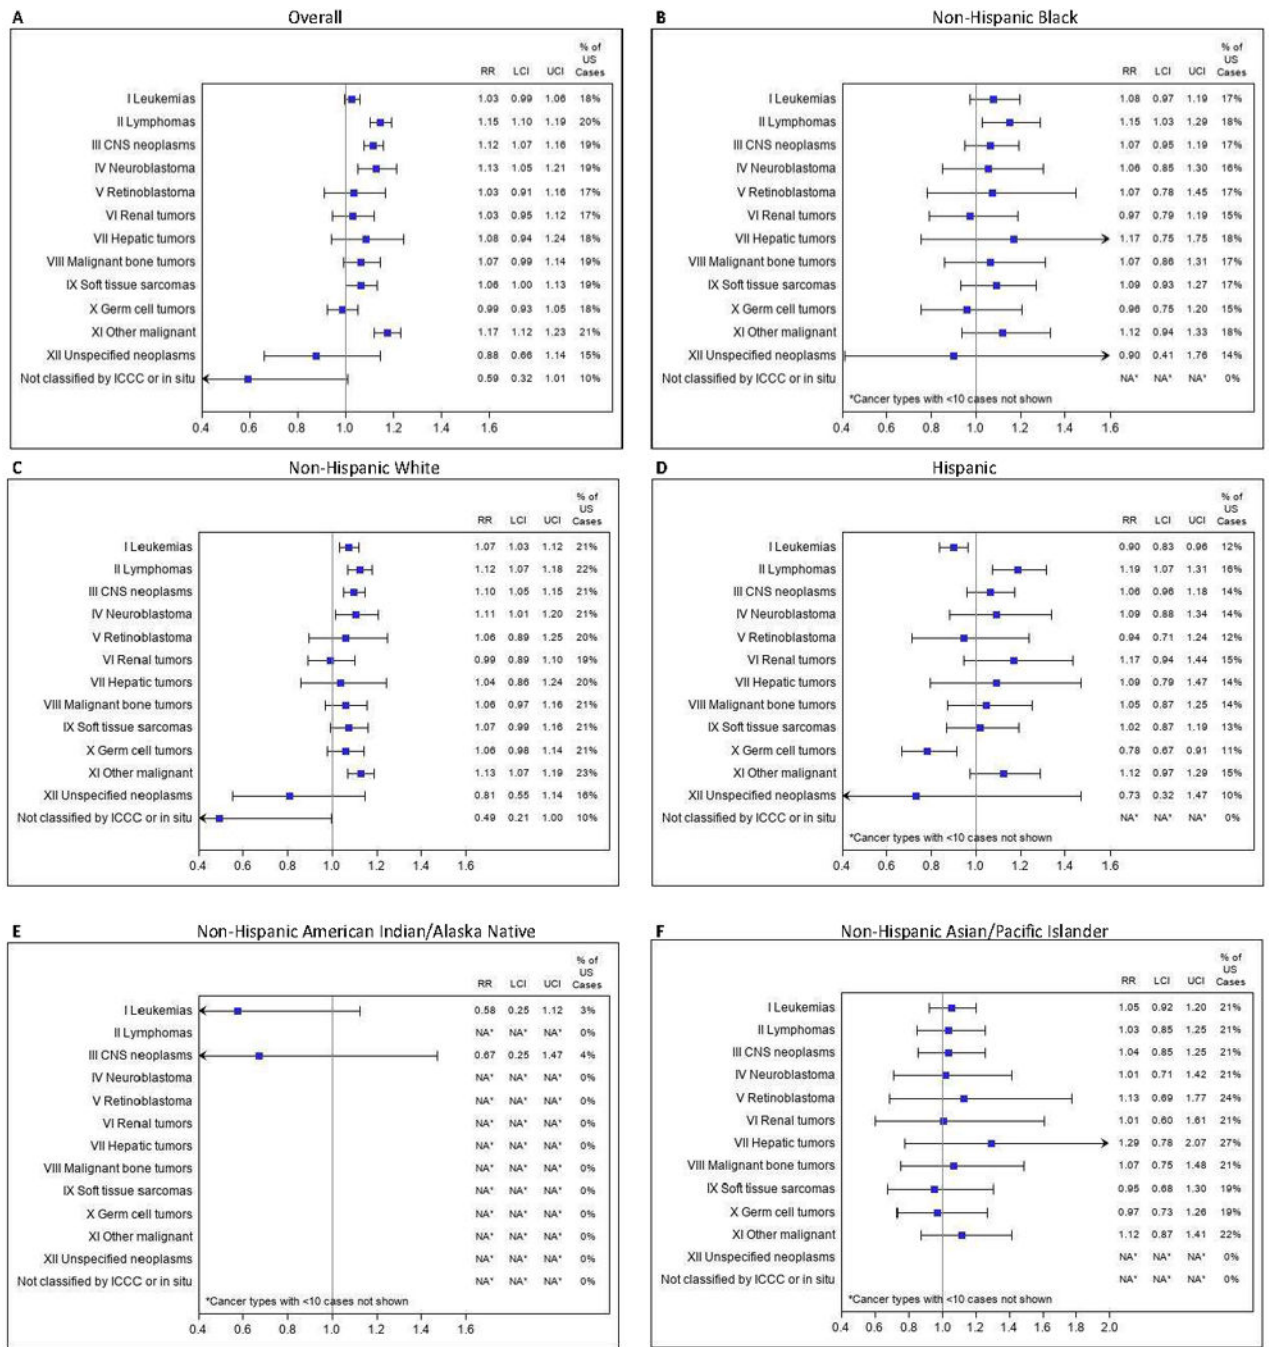 A Overall
% of
US
RR LCI UCI Cases
I Leukemias 1.03 0.99 1.06 18%
II Lymphomas 1.15 1.10 1.19 20%
III CNS neoplasms 1.12 1.07 1.16 19%
IV Neuroblastoma 1.13 1.05 1.21 19%
V Retinoblastoma 1.03 0.91 1.16 17%
VI Renal tumors 1.03 0.95 1.12 17%
VII Hepatic tumors 1.08 0.94 1.24 18%
VIII Malignant bone tumors 1.07 0.99 1.14 19%
IX Soft tissue sarcomas 1.06 1.00 1.13 19%
X Germ cell tumors 0.99 0.93 1.05 18%
XI Other malignant 1.17 1.12 1.23 21%
XII Unspecified neoplasms 0.88 0.66 1.14 15%
Not classified by ICCC or in situ 0.59 0.32 1.01 10%
0.4 0.6 0.8 1.0 1.2 1.4 1.6
B Non-Hispanic Black
% of
US
RR LCI UCI Cases
I Leukemias 1.08 0.97 1.19 17%
II Lymphomas 1.15 1.03 1.29 18%
III CNS neoplasms 1.07 0.95 1.19 17%
IV Neuroblastoma 1.06 0.85 1.30 16%
V Retinoblastoma 1.07 0.78 1.45 17%
VI Renal tumors 0.97 0.79 1.19 15%
VII Hepatic tumors 1.17 0.75 1.75 18%
VIII Malignant bone tumors 1.07 0.86 1.31 17%
IX Soft tissue sarcomas 1.09 0.93 1.27 17%
X Germ cell tumors 0.96 0.75 1.20 15%
XI Other malignant 1.12 0.94 1.33 18%
XII Unspecified neoplasms 0.90 0.41 1.76 14%
Not classified by ICCC or in situ NA* NA* NA* 0%
*Cancer types with <10 cases not shown
0.4 0.6 0.8 1.0 1.2 1.4 1.6
C Non-Hispanic White
% of
US
RR LCI UCI Cases
I Leukemias 1.07 1.03 1.12 21%
II Lymphomas 1.12 1.07 1.18 22%
III CNS neoplasms 1.10 1.05 1.15 21%
IV Neuroblastoma 1.11 1.01 1.20 21%
V Retinoblastoma 1.06 0.89 1.25 20%
VI Renal tumors 0.99 0.89 1.10 19%
VII Hepatic tumors 1.04 0.86 1.24 20%
VIII Malignant bone tumors 1.06 0.97 1.16 21%
IX Soft tissue sarcomas 1.07 0.99 1.16 21%
X Germ cell tumors 1.06 0.98 1.14 21%
XI Other malignant 1.13 1.07 1.19 23%
XII Unspecified neoplasms 0.81 0.55 1.14 16%
Not classified by ICCC or in situ 0.49 0.21 1.00 10%
0.4 0.6 0.8 1.0 1.2 1.4 1.6
D Hispanic
% of
US
RR LCI UCI Cases
I Leukemias 0.90 0.83 0.96 12%
II Lymphomas 1.19 1.07 1.31 16%
III CNS neoplasms 1.06 0.96 1.18 14%
IV Neuroblastoma 1.09 0.88 1.34 14%
V Retinoblastoma 0.94 0.71 1.24 12%
VI Renal tumors 1.17 0.94 1.44 15%
VII Hepatic tumors 1.09 0.79 1.47 14%
VIII Malignant bone tumors 1.05 0.87 1.25 14%
IX Soft tissue sarcomas 1.02 0.87 1.19 13%
X Germ cell tumors 0.78 0.67 0.91 11%
XI Other malignant 1.12 0.97 1.29 15%
XII Unspecified neoplasms 0.73 0.32 1.47 10%
Not classified by ICCC or in situ NA* NA* NA* 0%
*Cancer types with <10 cases not shown
0.4 0.6 0.8 1.0 1.2 1.4 1.6
E Non-Hispanic American Indian/Alaska Native
% of
US
RR LCI UCI Cases
I Leukemias 0.58 0.25 1.12 3%
II Lymphomas NA* NA* NA* 0%
III CNS neoplasms 0.67 0.25 1.47 4%
IV Neuroblastoma NA* NA* NA* 0%
V Retinoblastoma NA* NA* NA* 0%
VI Renal tumors NA* NA* NA* 0%
VII Hepatic tumors NA* NA* NA* 0%
VIII Malignant bone tumors NA* NA* NA* 0%
IX Soft tissue sarcomas NA* NA* NA* 0%
X Germ cell tumors NA* NA* NA* 0%
XI Other malignant NA* NA* NA* 0%
XII Unspecified neoplasms NA* NA* NA* 0%
Not classified by ICCC or in situ NA* NA* NA* 0%
*Cancer types with <10 cases not shown
0.4 0.6 0.8 1.0 1.2 1.4 1.6
F Non-Hispanic Asian/Pacific Islander
% of
US
RR LCI UCI Cases
I Leukemias 1.05 0.92 1.20 21%
II Lymphomas 1.03 0.85 1.25 21%
III CNS neoplasms 1.04 0.85 1.25 21%
IV Neuroblastoma 1.01 0.71 1.42 21%
V Retinoblastoma 1.13 0.69 1.77 24%
VI Renal tumors 1.01 0.60 1.61 21%
VII Hepatic tumors 1.29 0.78 2.07 27%
VIII Malignant bone tumors 1.07 0.75 1.48 21%
IX Soft tissue sarcomas 0.95 0.68 1.30 19%
X Germ cell tumors 0.97 0.73 1.26 19%
XI Other malignant 1.12 0.87 1.41 22%
XII Unspecified neoplasms NA* NA* NA* 0%
Not classified by ICCC or in situ NA* NA* NA* 0%
*Cancer types with <10 cases not shown
0.4 0.6 0.8 1.0 1.2 1.4 1.6 1.8 2.0